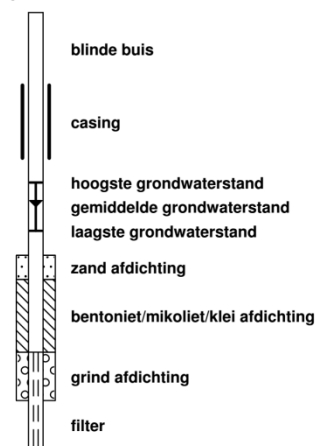 blinde buis
casing
hoogste grondwaterstand
gemiddelde grondwaterstand
laagste grondwaterstand
zand afdichting
bentoniet/mikoliet/klei afdichting
grind afdichting
filter